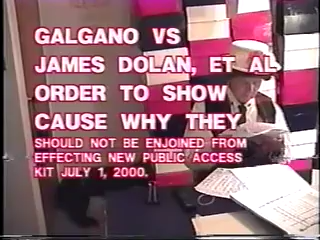 GALGANO VS
JAMES DOLAN, ET AL
ORDER TO SHOW
CAUSE WHY THEY
SHOULD NOT BE ENJOINED FROM
EFFECTING NEW PUBLIC ACCESS
KIT JULY 1, 2000.